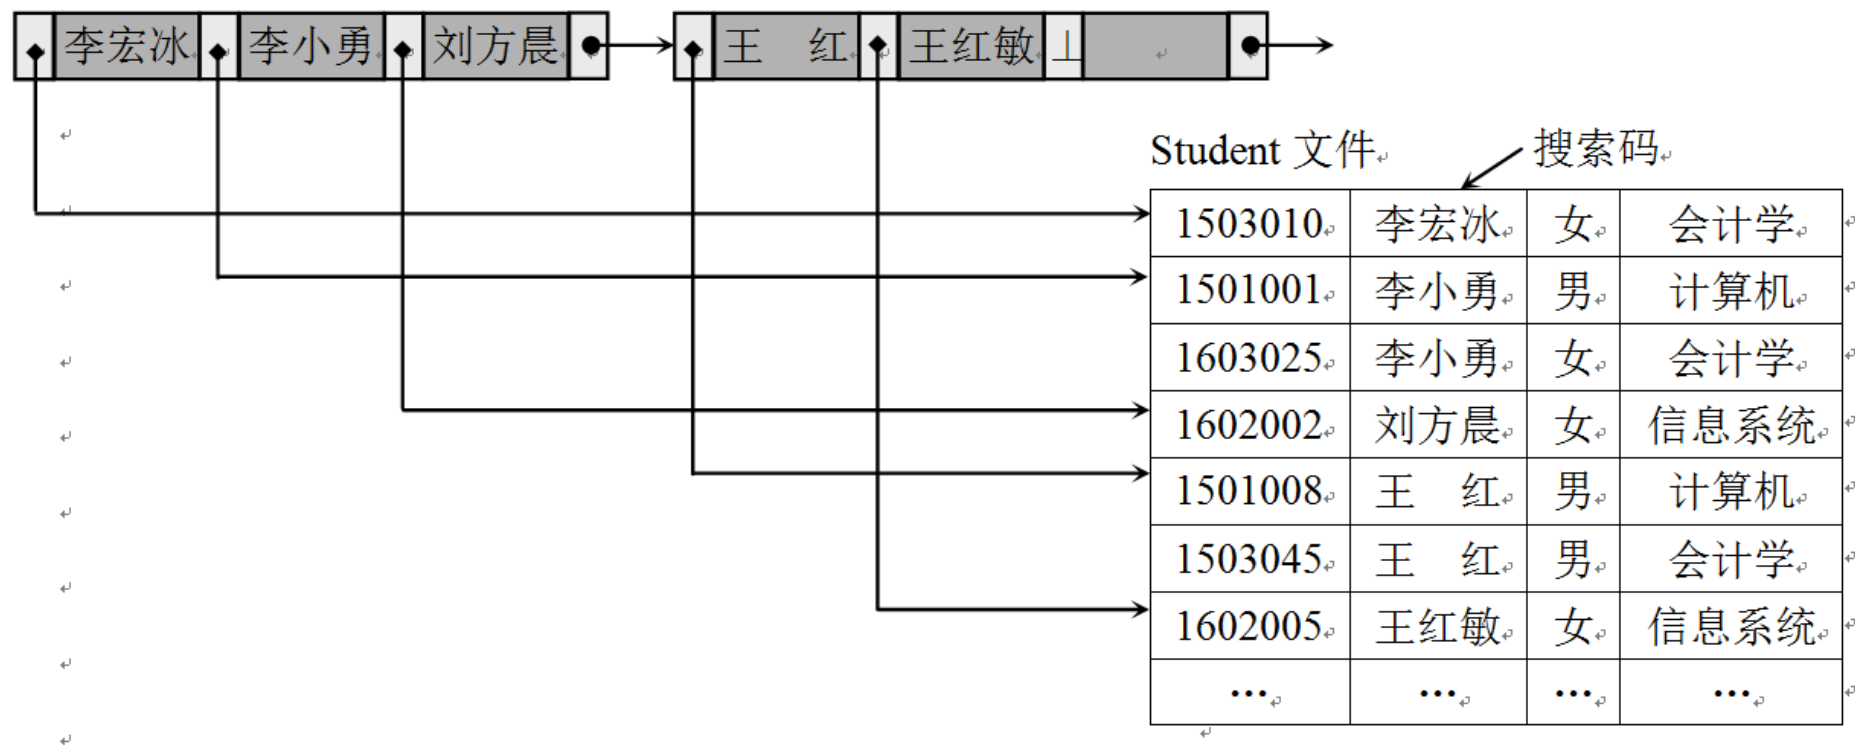 李宏冰 李小勇 刘方晨 王 红 王红敏 ⊥
Student 文件 搜索码
1503010 李宏冰 女 会计学
1501001 李小勇 男 计算机
1603025 李小勇 女 会计学
1602002 刘方晨 女 信息系统
1501008 王 红 男 计算机
1503045 王 红 男 会计学
1602005 王红敏 女 信息系统
… … … …